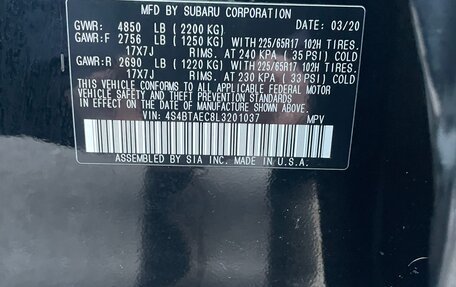 MFD. BY SUBARU CORPORATION DATE: 03/20
GVWR: 4850 LB (2200 KG)
GAWR:F 2756 LB (1250 KG) WITH 225/65R17 102H TIRES.
17X7J RIMS. AT 240 KPA (35 PSI) COLD
GAWR:R 2690 LB (1220 KG) WITH 225/65R17 102H TIRES.
17X7J RIMS. AT 230 KPA (33 PSI) COLD
THIS VEHICLE CONFORMS TO ALL APPLICABLE FEDERAL MOTOR
VEHICLE SAFETY, BUMPER, AND THEFT PREVENTION STANDARDS
IN EFFECT ON THE DATE OF MANUFACTURE SHOWN ABOVE.
VIN: 4S4BTAEC8L3201037 MPV
ASSEMBLED BY SIA INC. IN U.S.A.